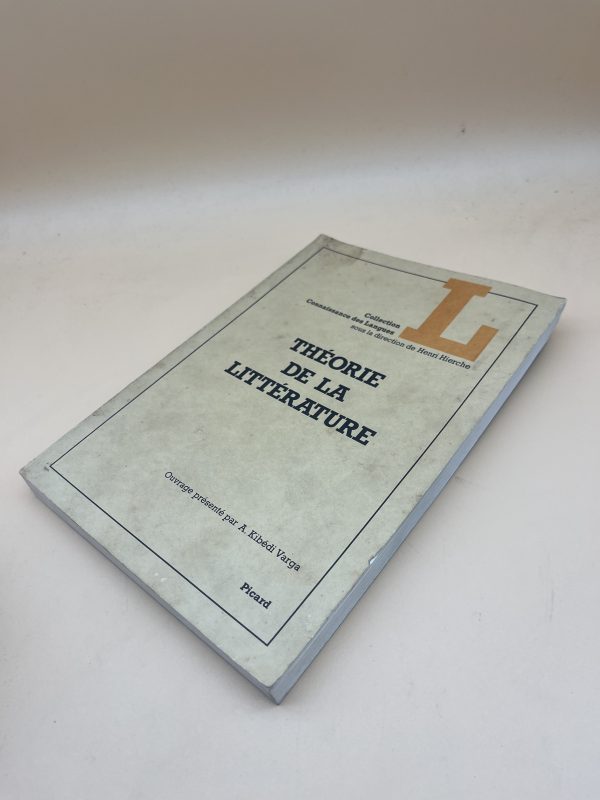 L
Collection
Connaissance des Langues
sous la direction de Henri Hierche
THÉORIE
DE LA
LITTÉRATURE
Ouvrage présenté par A. Kibédi Varga
Picard